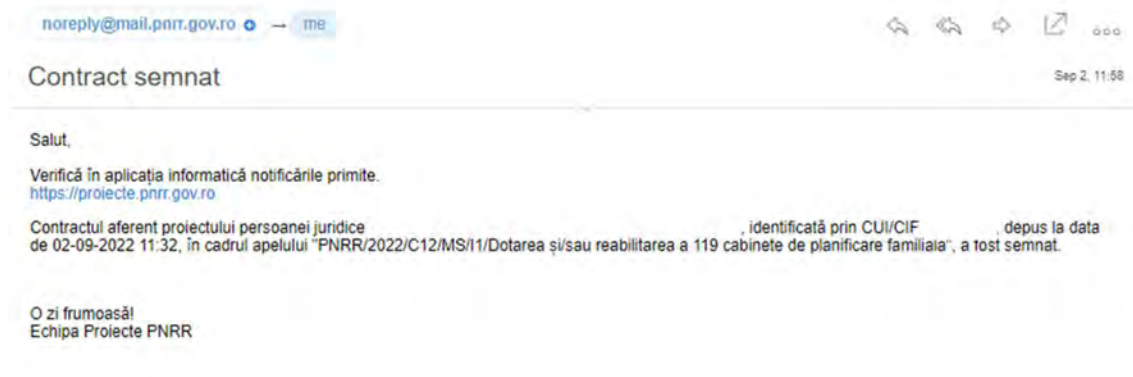 noreply@mail.pnrr.gov.ro → me
Contract semnat
Sep 2, 11:58
Salut,
Verifică în aplicația informatică notificările primite.
https://proiecte.pnrr.gov.ro
Contractul aferent proiectului persoanei juridice , identificată prin CUI/CIF , depus la data
de 02-09-2022 11:32, în cadrul apelului "PNRR/2022/C12/MS/I1/Dotarea și/sau reabilitarea a 119 cabinete de planificare familiala", a fost semnat.
O zi frumoasă!
Echipa Proiecte PNRR